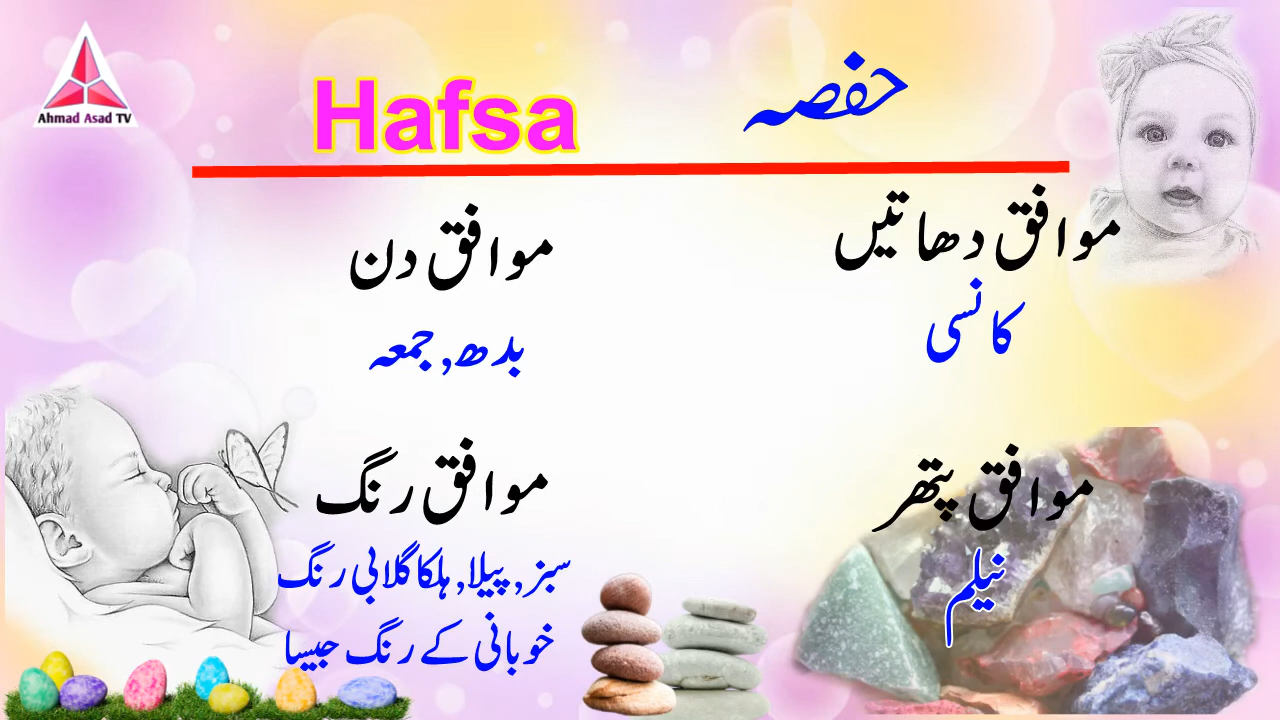 Ahmad Asad TV
Hafsa
حفصہ
موافق دھاتیں
کانسی
موافق دن
بدھ, جمعہ
موافق پتھر
نیلم
موافق رنگ
سبز, پیلا, ہلکا گلابی رنگ
خوبانی کے رنگ جیسا